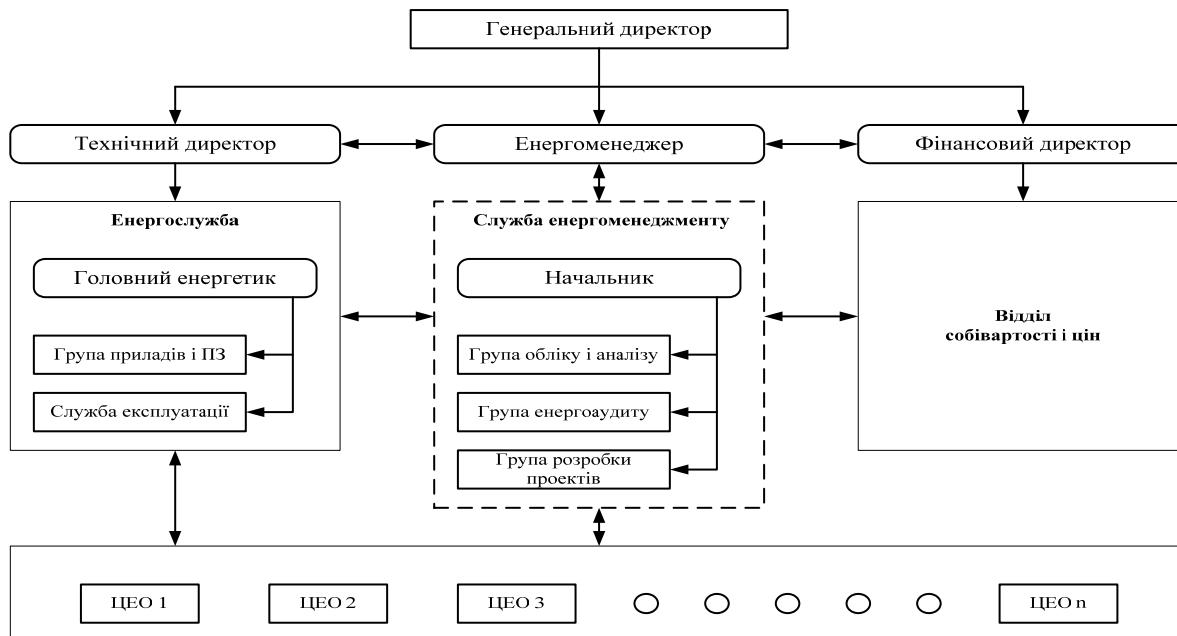 Генеральний директор
Технічний директор
Енергоменеджер
Фінансовий директор
Енергослужба
Головний енергетик
Група приладів і ПЗ
Служба експлуатації
Служба енергоменеджменту
Начальник
Група обліку і аналізу
Група енергоаудиту
Група розробки
проектів
Відділ
собівартості і цін
ЦЕО 1
ЦЕО 2
ЦЕО 3
ЦЕО n